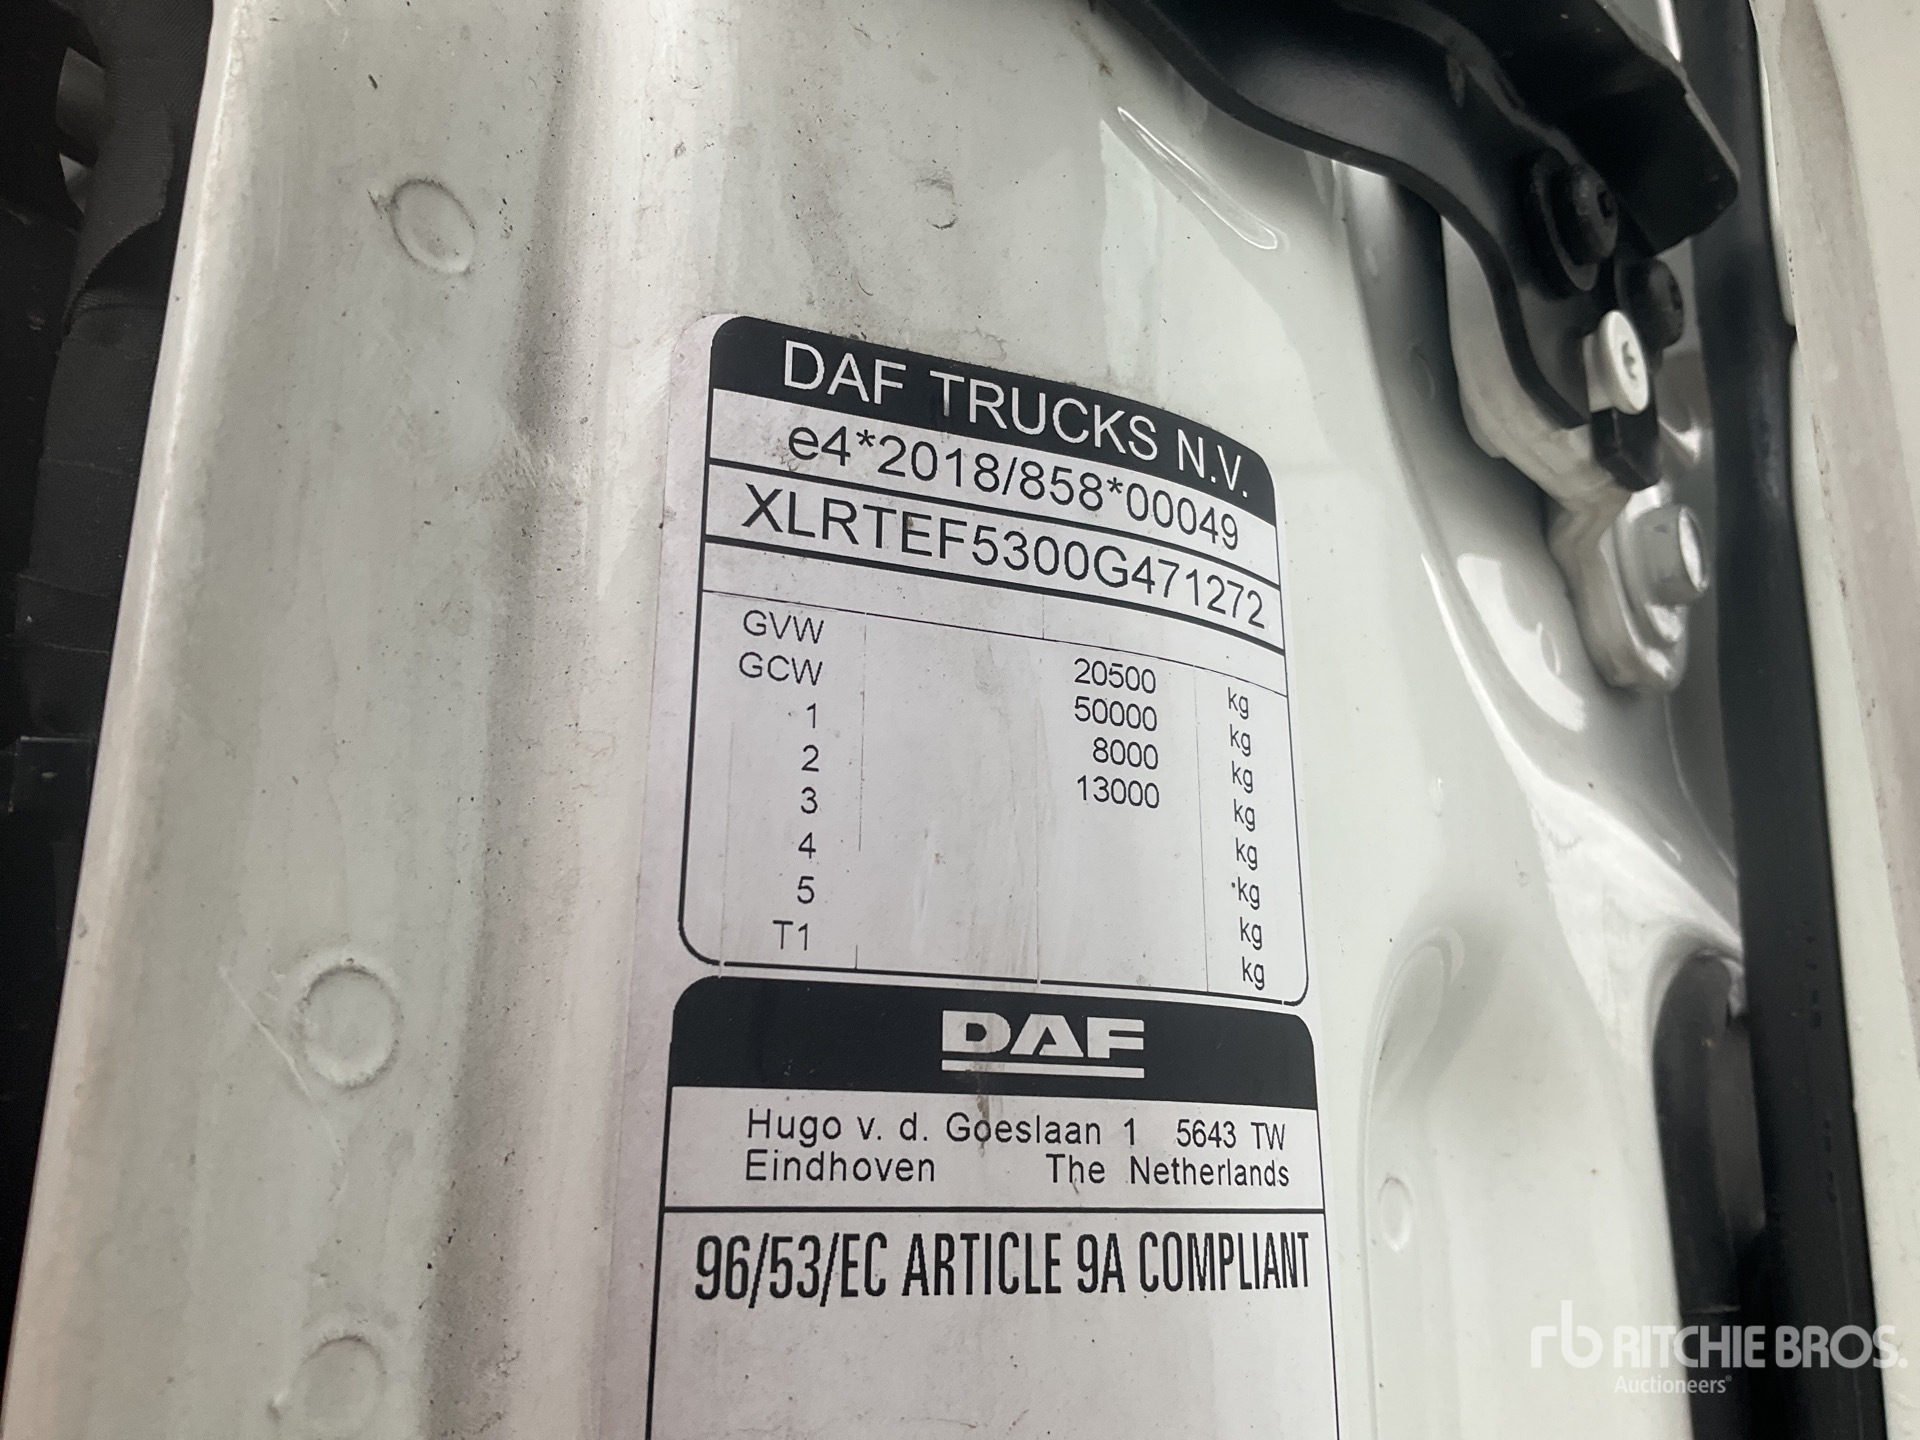 DAF TRUCKS N.V.
e4*2018/858*00049
XLRTEF5300G471272
GVW 20500 kg
GCW 50000 kg
1 8000 kg
2 13000 kg
3 kg
4 kg
5 kg
T1 kg
DAF
Hugo v. d. Goeslaan 1 5643 TW
Eindhoven The Netherlands
96/53/EC ARTICLE 9A COMPLIANT
rb RITCHIE BROS.
Auctioneers®